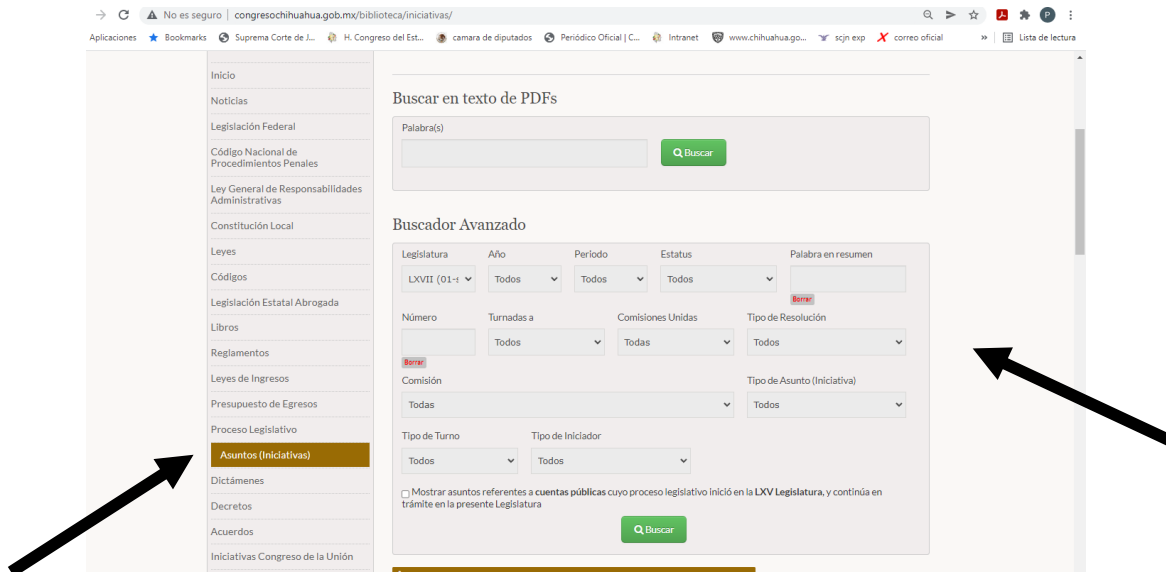 No es seguro | congresochihuahua.gob.mx/biblioteca/iniciativas/
P
Aplicaciones Bookmarks Suprema Corte de J... H. Congreso del Est... camara de diputados Periódico Oficial | C... Intranet www.chihuahua.go... scjn exp correo oficial » Lista de lectura
Inicio
Noticias
Legislación Federal
Código Nacional de
Procedimientos Penales
Ley General de Responsabilidades
Administrativas
Constitución Local
Leyes
Códigos
Legislación Estatal Abrogada
Libros
Reglamentos
Leyes de Ingresos
Presupuesto de Egresos
Proceso Legislativo
Asuntos (Iniciativas)
Dictámenes
Decretos
Acuerdos
Iniciativas Congreso de la Unión
Buscar en texto de PDFs
Palabra(s)
Buscar
Buscador Avanzado
Legislatura Año Periodo Estatus Palabra en resumen
LXVII (01-s Todos Todos Todos
Borrar
Número Turnadas a Comisiones Unidas Tipo de Resolución
Todos Todas Todos
Borrar
Comisión Tipo de Asunto (Iniciativa)
Todas Todos
Tipo de Turno Tipo de Iniciador
Todos Todos
Mostrar asuntos referentes a cuentas públicas cuyo proceso legislativo inició en la LXV Legislatura, y continúa en
trámite en la presente Legislatura
Buscar